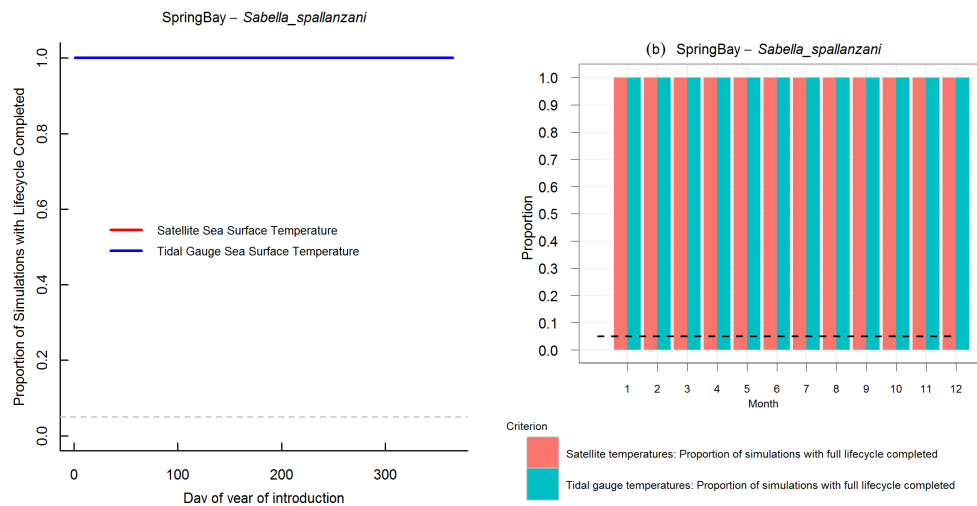 SpringBay – Sabella_spallanzani
Proportion of Simulations with Lifecycle Completed
1.0
0.8
0.6
0.4
0.2
0.0
Satellite Sea Surface Temperature
Tidal Gauge Sea Surface Temperature
0 100 200 300
Day of year of introduction
(b) SpringBay – Sabella_spallanzani
Proportion
1.0
0.9
0.8
0.7
0.6
0.5
0.4
0.3
0.2
0.1
0.0
1 2 3 4 5 6 7 8 9 10 11 12
Month
Criterion
Satellite temperatures: Proportion of simulations with full lifecycle completed
Tidal gauge temperatures: Proportion of simulations with full lifecycle completed